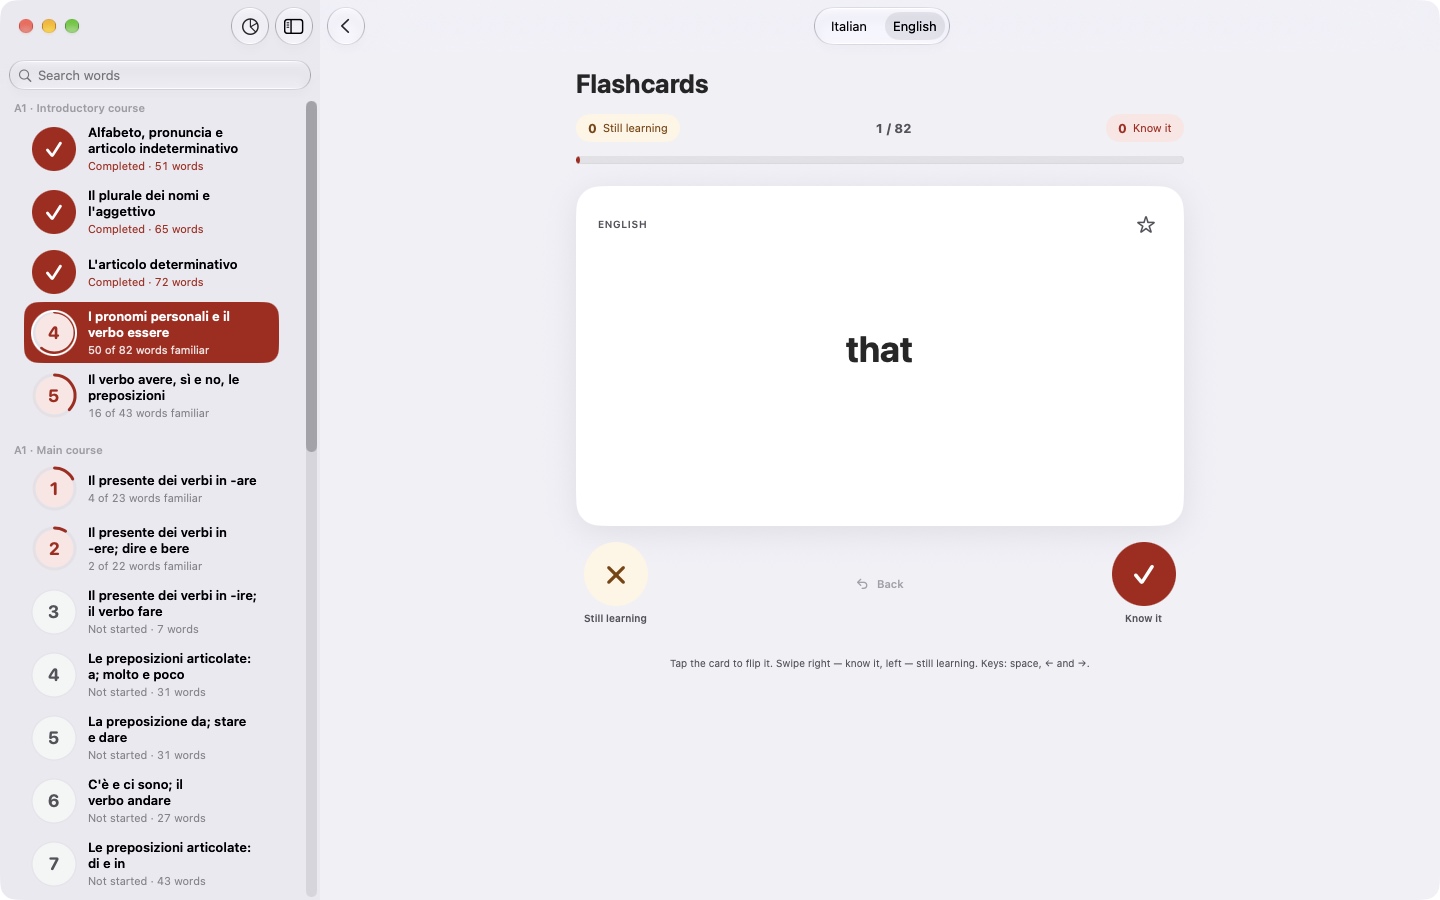 Search words
A1 · Introductory course
Alfabeto, pronuncia e
articolo indeterminativo
Completed · 51 words
Il plurale dei nomi e
l'aggettivo
Completed · 65 words
L'articolo determinativo
Completed · 72 words
4
I pronomi personali e il
verbo essere
50 of 82 words familiar
5
Il verbo avere, sì e no, le
preposizioni
16 of 43 words familiar
A1 · Main course
1
Il presente dei verbi in -are
4 of 23 words familiar
2
Il presente dei verbi in
-ere; dire e bere
2 of 22 words familiar
3
Il presente dei verbi in -ire;
il verbo fare
Not started · 7 words
4
Le preposizioni articolate:
a; molto e poco
Not started · 31 words
5
La preposizione da; stare
e dare
Not started · 31 words
6
C'è e ci sono; il
verbo andare
Not started · 27 words
7
Le preposizioni articolate:
di e in
Not started · 43 words
Italian English
Flashcards
0 Still learning 1 / 82 0 Know it
ENGLISH
that
Back
Still learning Know it
Tap the card to flip it. Swipe right — know it, left — still learning. Keys: space, ← and →.